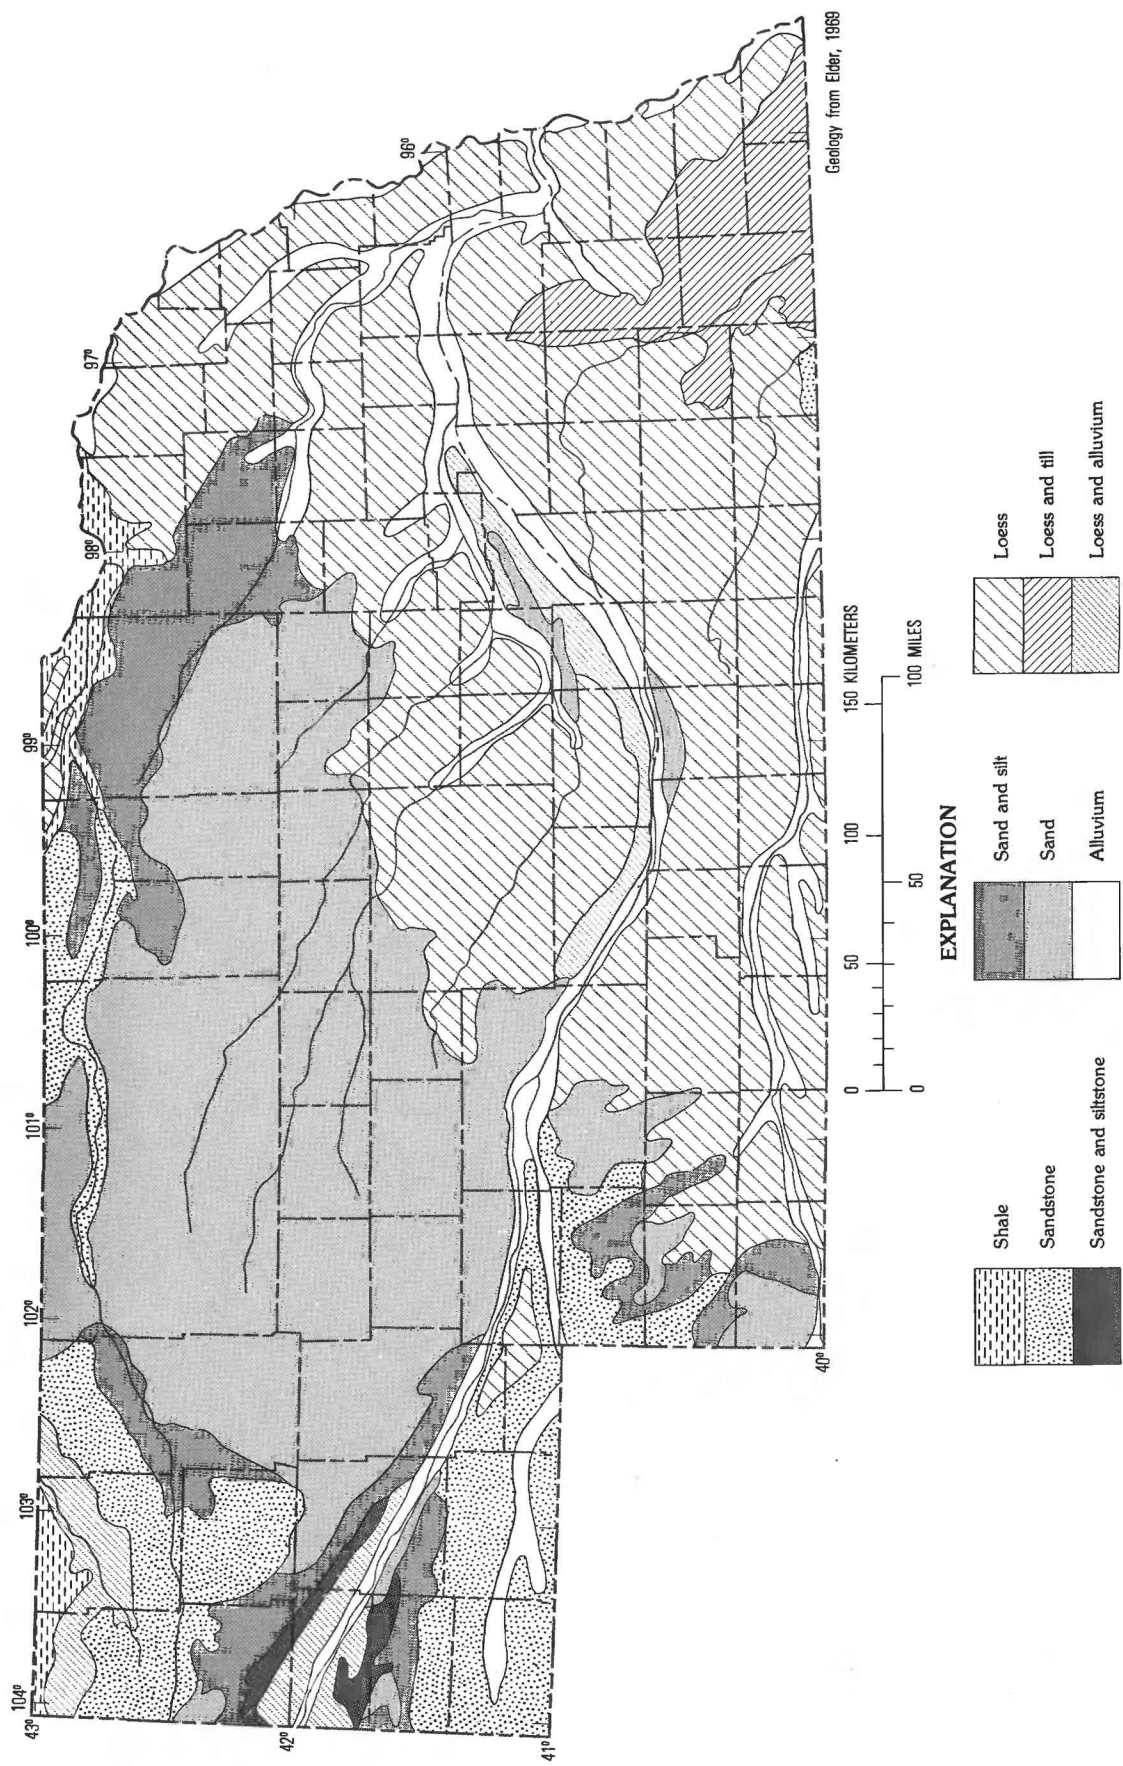 104°
103°
102°
101°
100°
99°
98°
97°
96°
43°
42°
41°
40°
Geology from Elder, 1969
0 50 100 150 KILOMETERS
0 50 100 MILES
EXPLANATION
Shale
Sandstone
Sandstone and siltstone
Sand and silt
Sand
Alluvium
Loess
Loess and till
Loess and alluvium